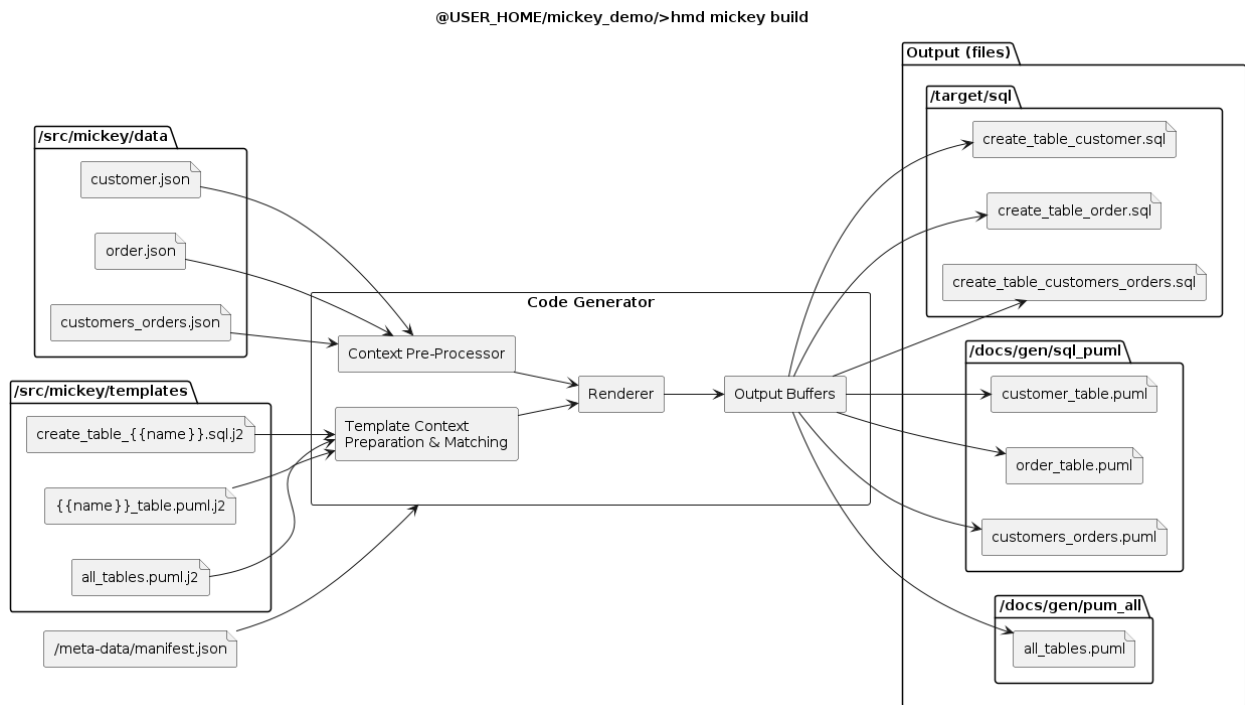 @USER_HOME/mickey_demo/>hmd mickey build
/src/mickey/data
customer.json
order.json
customers_orders.json
/src/mickey/templates
create_table_{{name}}.sql.j2
{{name}}_table.puml.j2
all_tables.puml.j2
/meta-data/manifest.json
Code Generator
Context Pre-Processor
Template Context
Preparation & Matching
Renderer
Output Buffers
Output (files)
/target/sql
create_table_customer.sql
create_table_order.sql
create_table_customers_orders.sql
/docs/gen/sql_puml
customer_table.puml
order_table.puml
customers_orders.puml
/docs/gen/pum_all
all_tables.puml